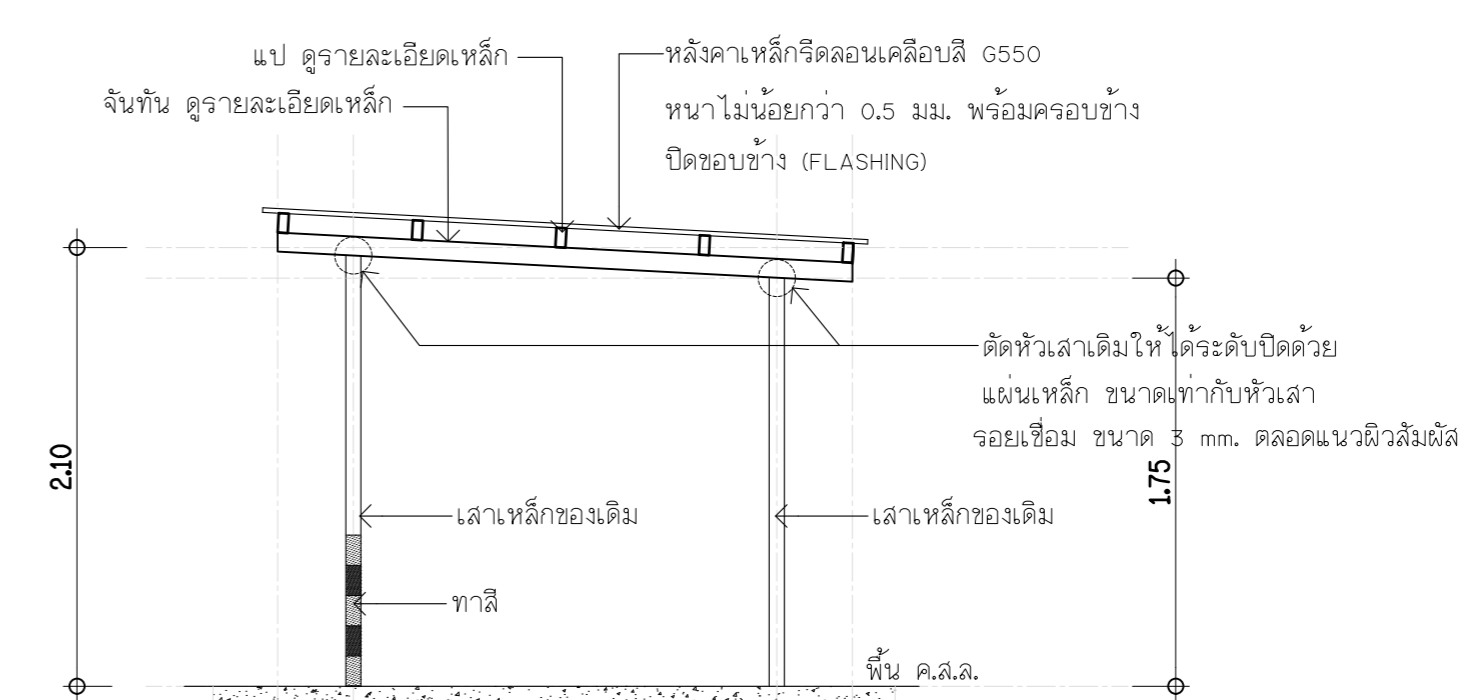 แป ดูรายละเอียดเหล็ก
หลังคาเหล็กรีดลอนเคลือบสี G550
จันทัน ดูรายละเอียดเหล็ก
หนาไม่น้อยกว่า 0.5 มม. พร้อมครอบข้าง
ปิดขอบข้าง (FLASHING)
ตัดหัวเสาเดิมให้ได้ระดับปิดด้วย
แผ่นเหล็ก ขนาดเท่ากับหัวเสา
รอยเชื่อม ขนาด 3 mm. ตลอดแนวผิวสัมผัส
2.10
1.75
เสาเหล็กของเดิม
เสาเหล็กของเดิม
ทาสี
พื้น ค.ส.ล.